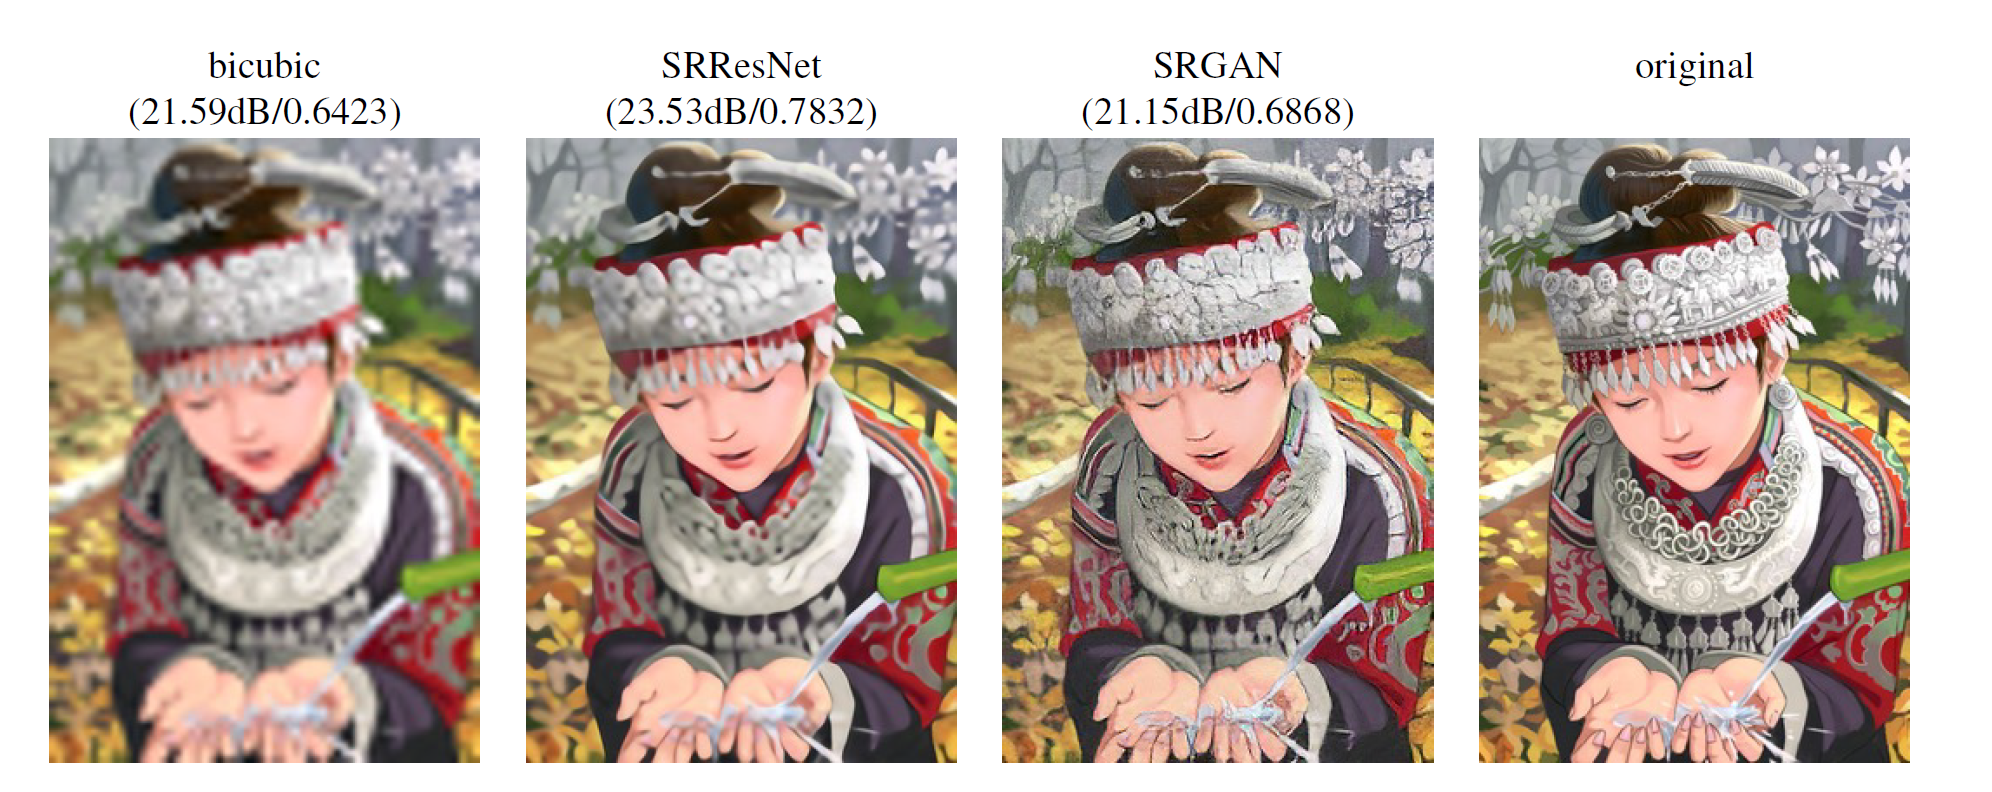 bicubic
(21.59dB/0.6423)
SRResNet
(23.53dB/0.7832)
SRGAN
(21.15dB/0.6868)
original